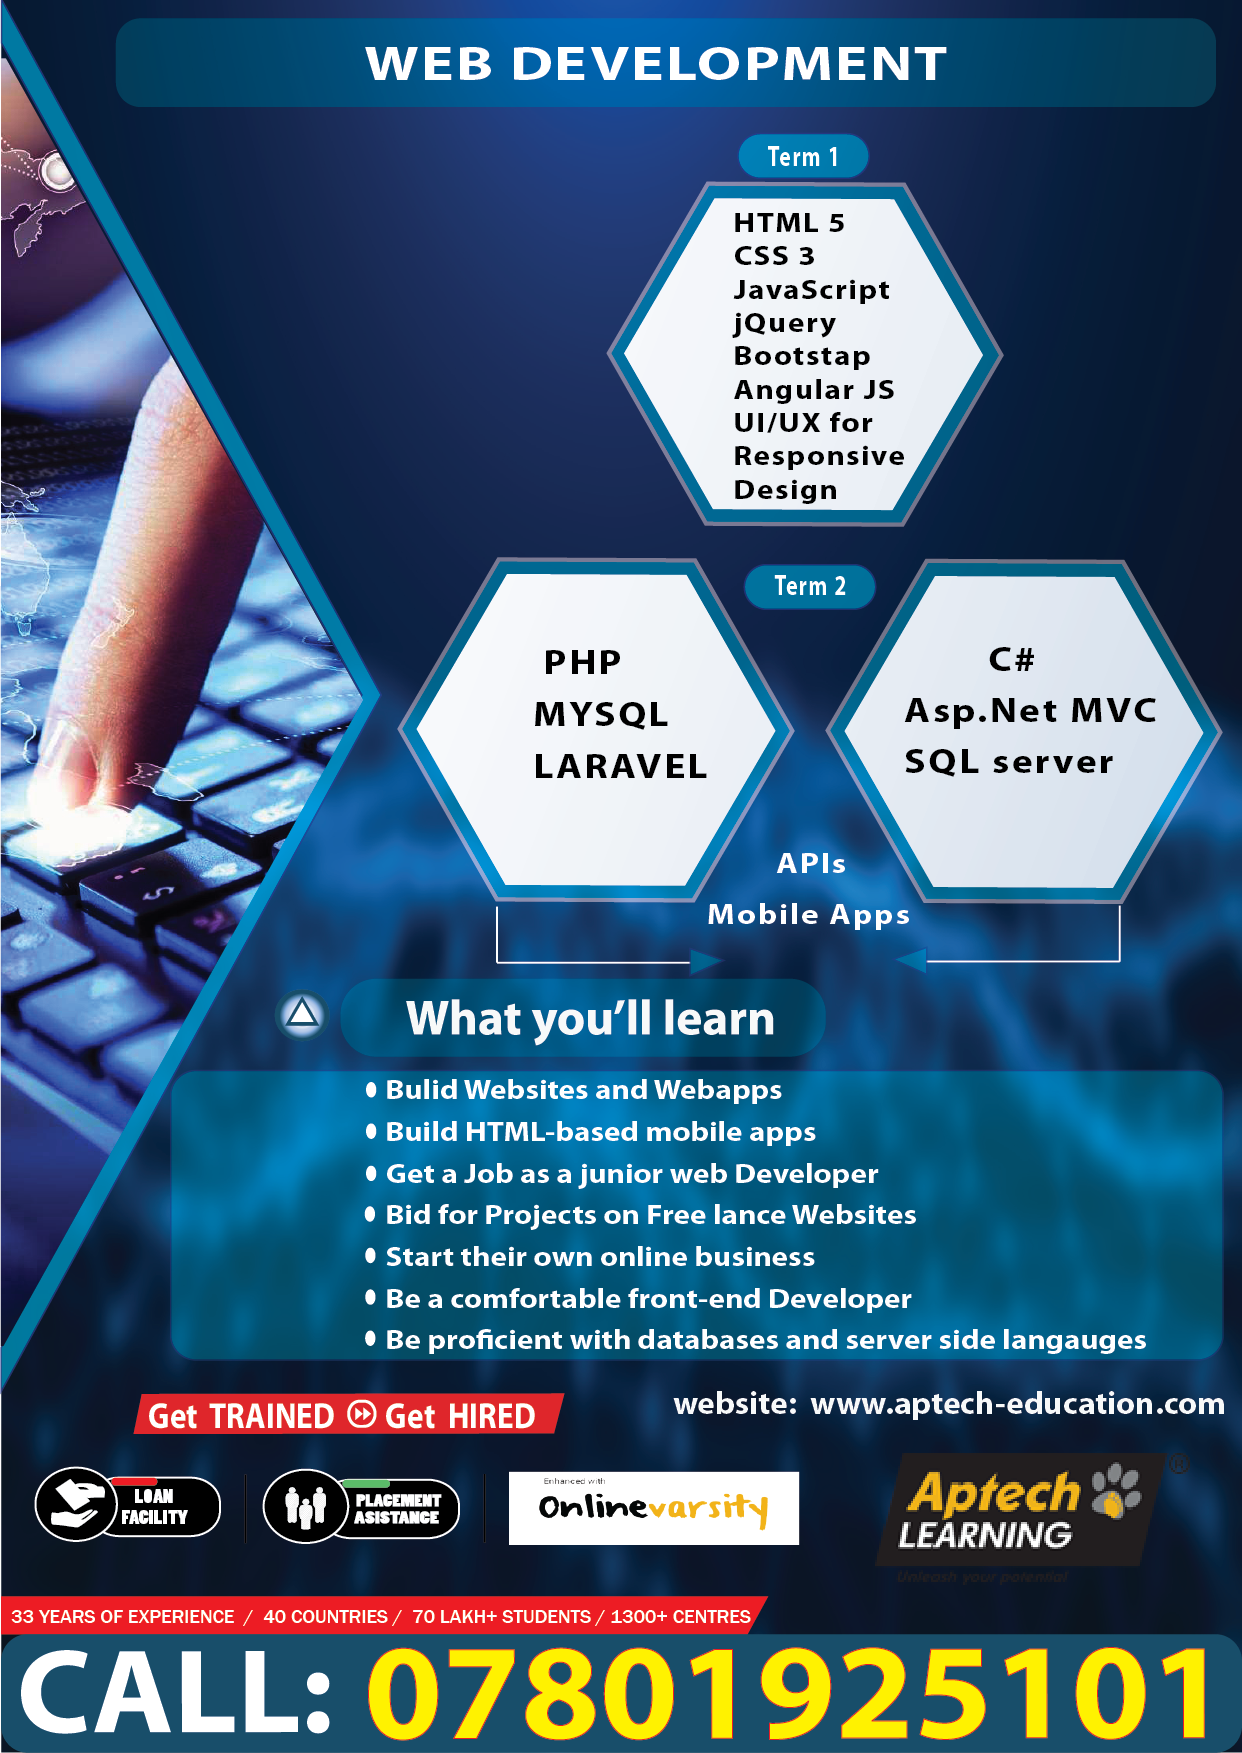 WEB DEVELOPMENT
Term 1
HTML 5
CSS 3
JavaScript
jQuery
Bootstap
Angular JS
UI/UX for
Responsive
Design
Term 2
PHP
MYSQL
LARAVEL
C#
Asp.Net MVC
SQL server
APIs
Mobile Apps
What you'll learn
• Bulid Websites and Webapps
• Build HTML-based mobile apps
• Get a Job as a junior web Developer
• Bid for Projects on Free lance Websites
• Start their own online business
• Be a comfortable front-end Developer
• Be proficient with databases and server side langauges
Get TRAINED Get HIRED
website: www.aptech-education.com
LOAN
FACILITY
PLACEMENT
ASISTANCE
Enhanced with
Onlinevarsity
Aptech ®
LEARNING
Unleash your potential
33 YEARS OF EXPERIENCE / 40 COUNTRIES / 70 LAKH+ STUDENTS / 1300+ CENTRES
CALL: 07801925101